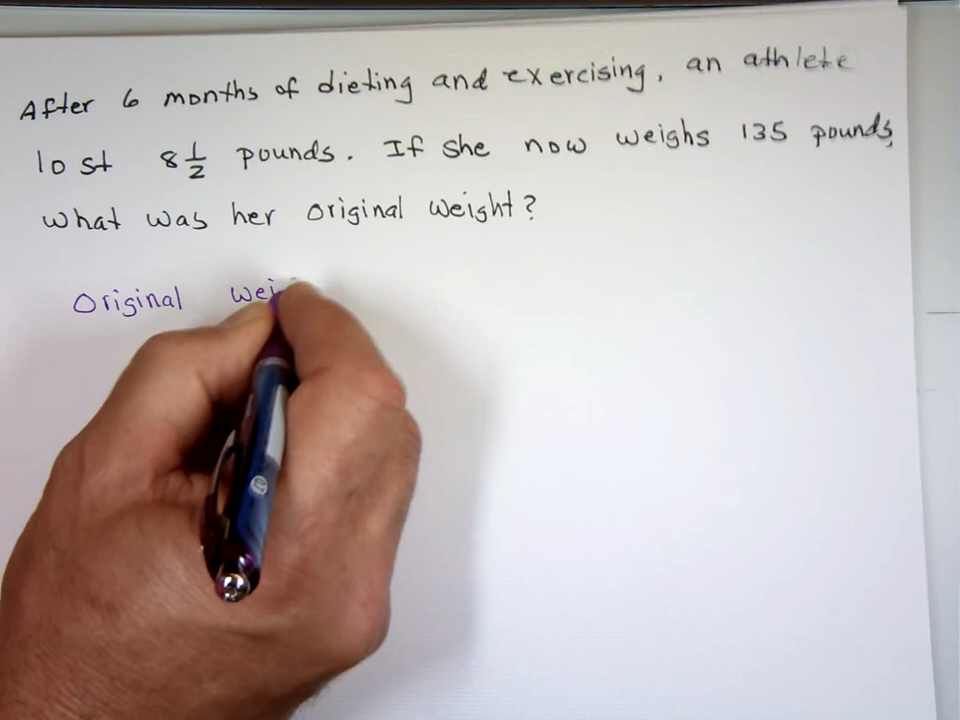 After 6 months of dieting and exercising, an athlete
lost 8 1/2 pounds. If she now weighs 135 pounds,
what was her original weight?
Original wei